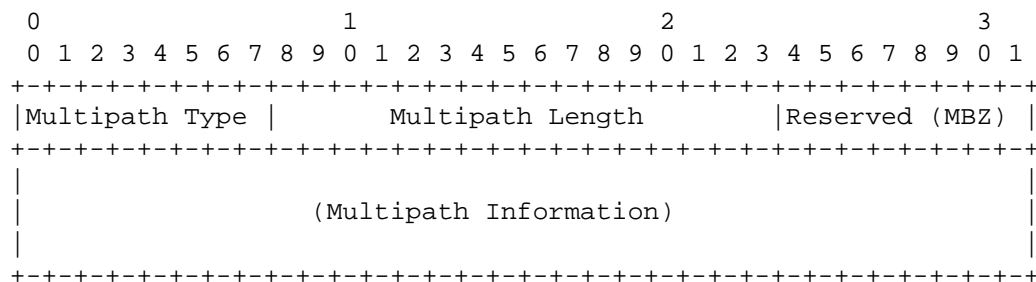 0                   1                   2                   3
 0 1 2 3 4 5 6 7 8 9 0 1 2 3 4 5 6 7 8 9 0 1 2 3 4 5 6 7 8 9 0 1
+-+-+-+-+-+-+-+-+-+-+-+-+-+-+-+-+-+-+-+-+-+-+-+-+-+-+-+-+-+-+-+-+
|Multipath Type |       Multipath Length        |Reserved (MBZ) |
+-+-+-+-+-+-+-+-+-+-+-+-+-+-+-+-+-+-+-+-+-+-+-+-+-+-+-+-+-+-+-+-+
|                                                               |
|                  (Multipath Information)                      |
|                                                               |
+-+-+-+-+-+-+-+-+-+-+-+-+-+-+-+-+-+-+-+-+-+-+-+-+-+-+-+-+-+-+-+-+